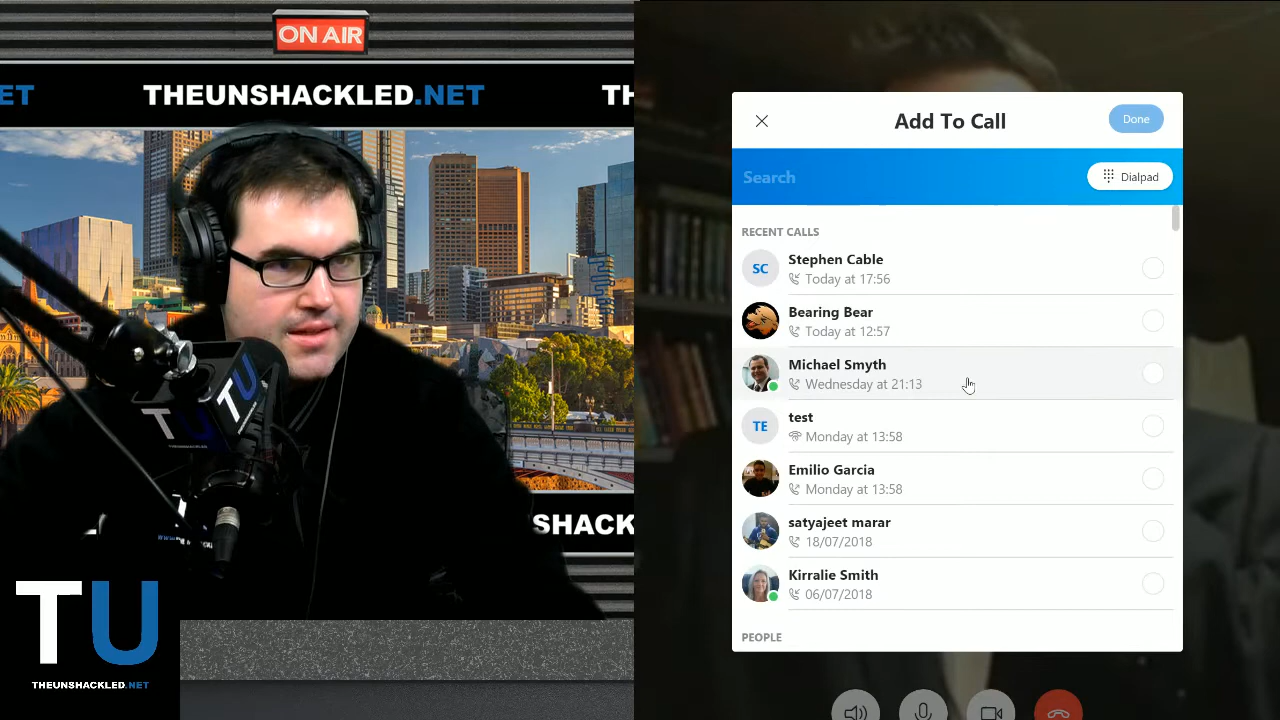 ON AIR
ET
THEUNSHACKLED.NET
TH
TU
SHACK
TU
THEUNSHACKLED.NET
Add To Call
Done
Search
Dialpad
RECENT CALLS
SC
Stephen Cable
Today at 17:56
Bearing Bear
Today at 12:57
Michael Smyth
Wednesday at 21:13
TE
test
Monday at 13:58
Emilio Garcia
Monday at 13:58
satyajeet marar
18/07/2018
Kirralie Smith
06/07/2018
PEOPLE